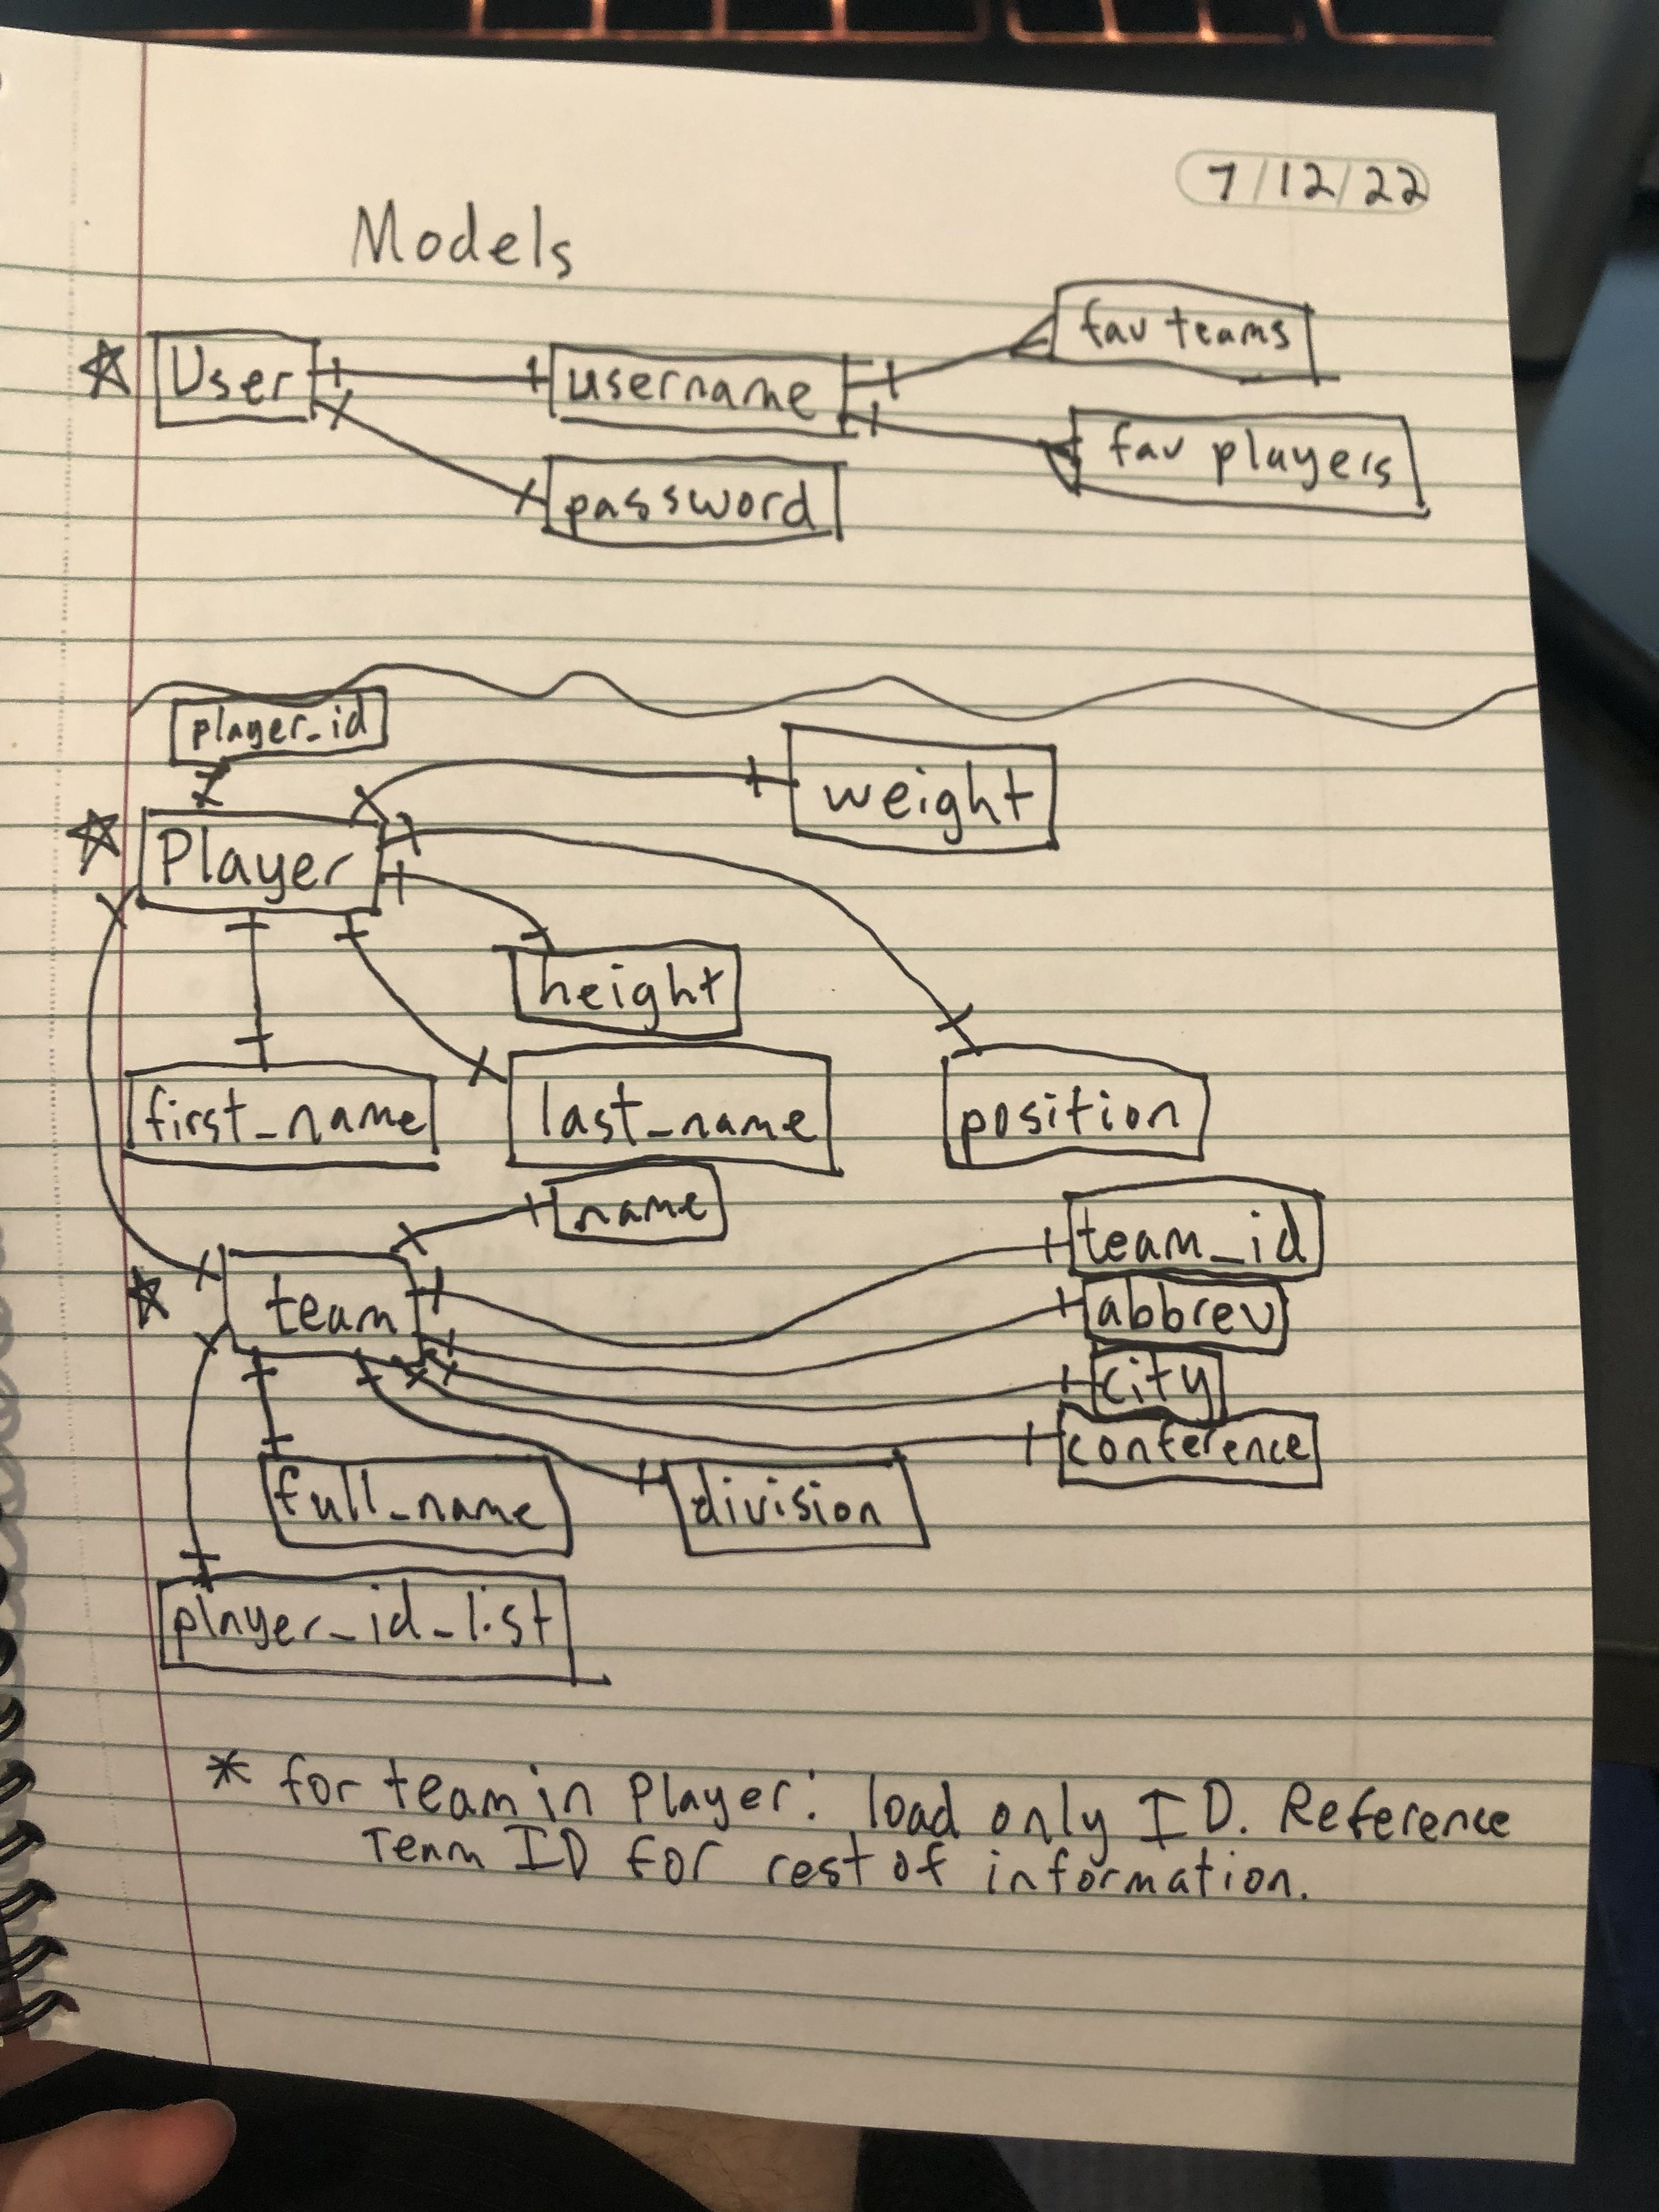 7/12/22
Models
User
username
fav teams
fav players
password
player_id
weight
Player
height
first_name
last_name
position
name
team_id
team
abbrev
city
conference
full_name
division
player_id_list
* for team in Player: load only ID. Reference
Team ID for rest of information.